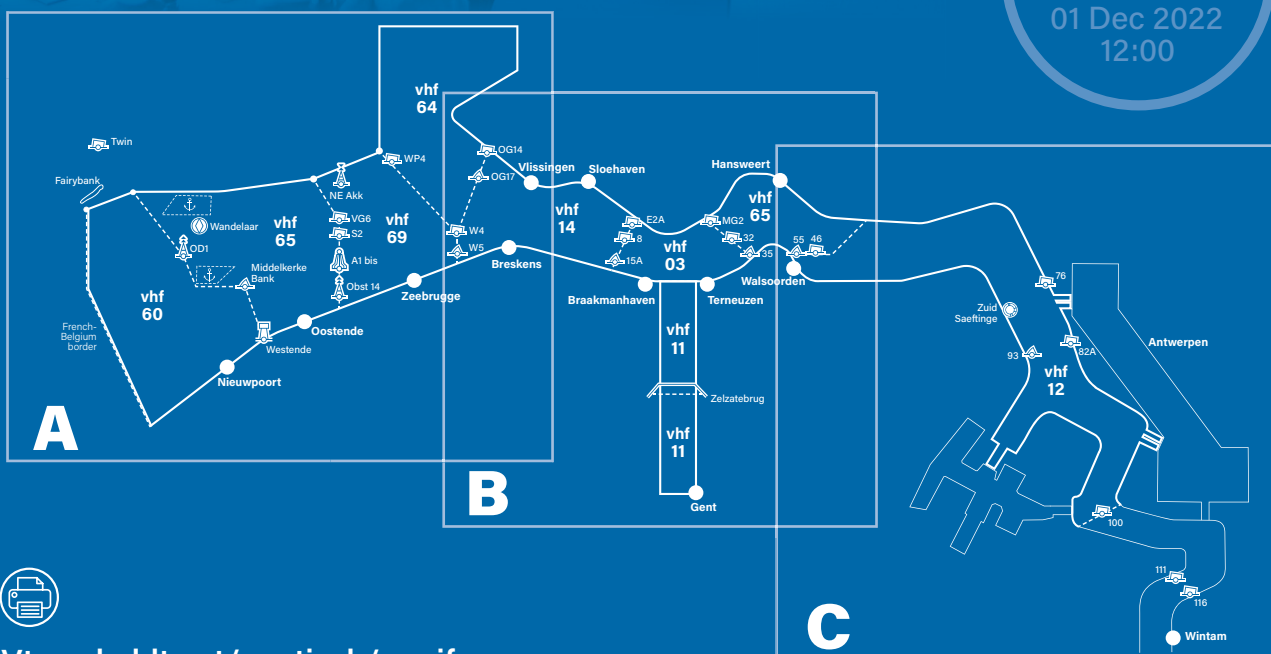 01 Dec 2022
12:00
vhf
64
Twin
WP4
OG14
Vlissingen
Sloehaven
Hansweert
OG17
Fairybank
NE Akk
vhf
65
VG6
vhf
69
vhf
14
E2A
MG2
vhf
65
Wandelaar
S2
W4
8
32
55
46
OD1
W5
vhf
03
35
A1 bis
Breskens
15A
Walsoorden
Middelkerke
Bank
76
vhf
60
Obst 14
Zeebrugge
Braakmanhaven
Terneuzen
Zuid
Saeftinge
French-
Belgium
border
Oostende
vhf
11
Antwerpen
Westende
93
82A
vhf
12
Nieuwpoort
Zelzatebrug
A
vhf
11
B
Gent
100
111
116
C
Wintam